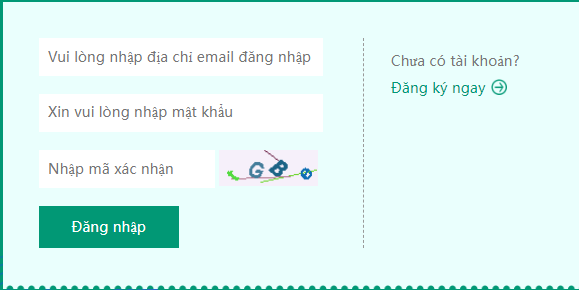 Vui lòng nhập địa chỉ email đăng nhập
Xin vui lòng nhập mật khẩu
Nhập mã xác nhận
Đăng nhập
Chưa có tài khoản?
Đăng ký ngay